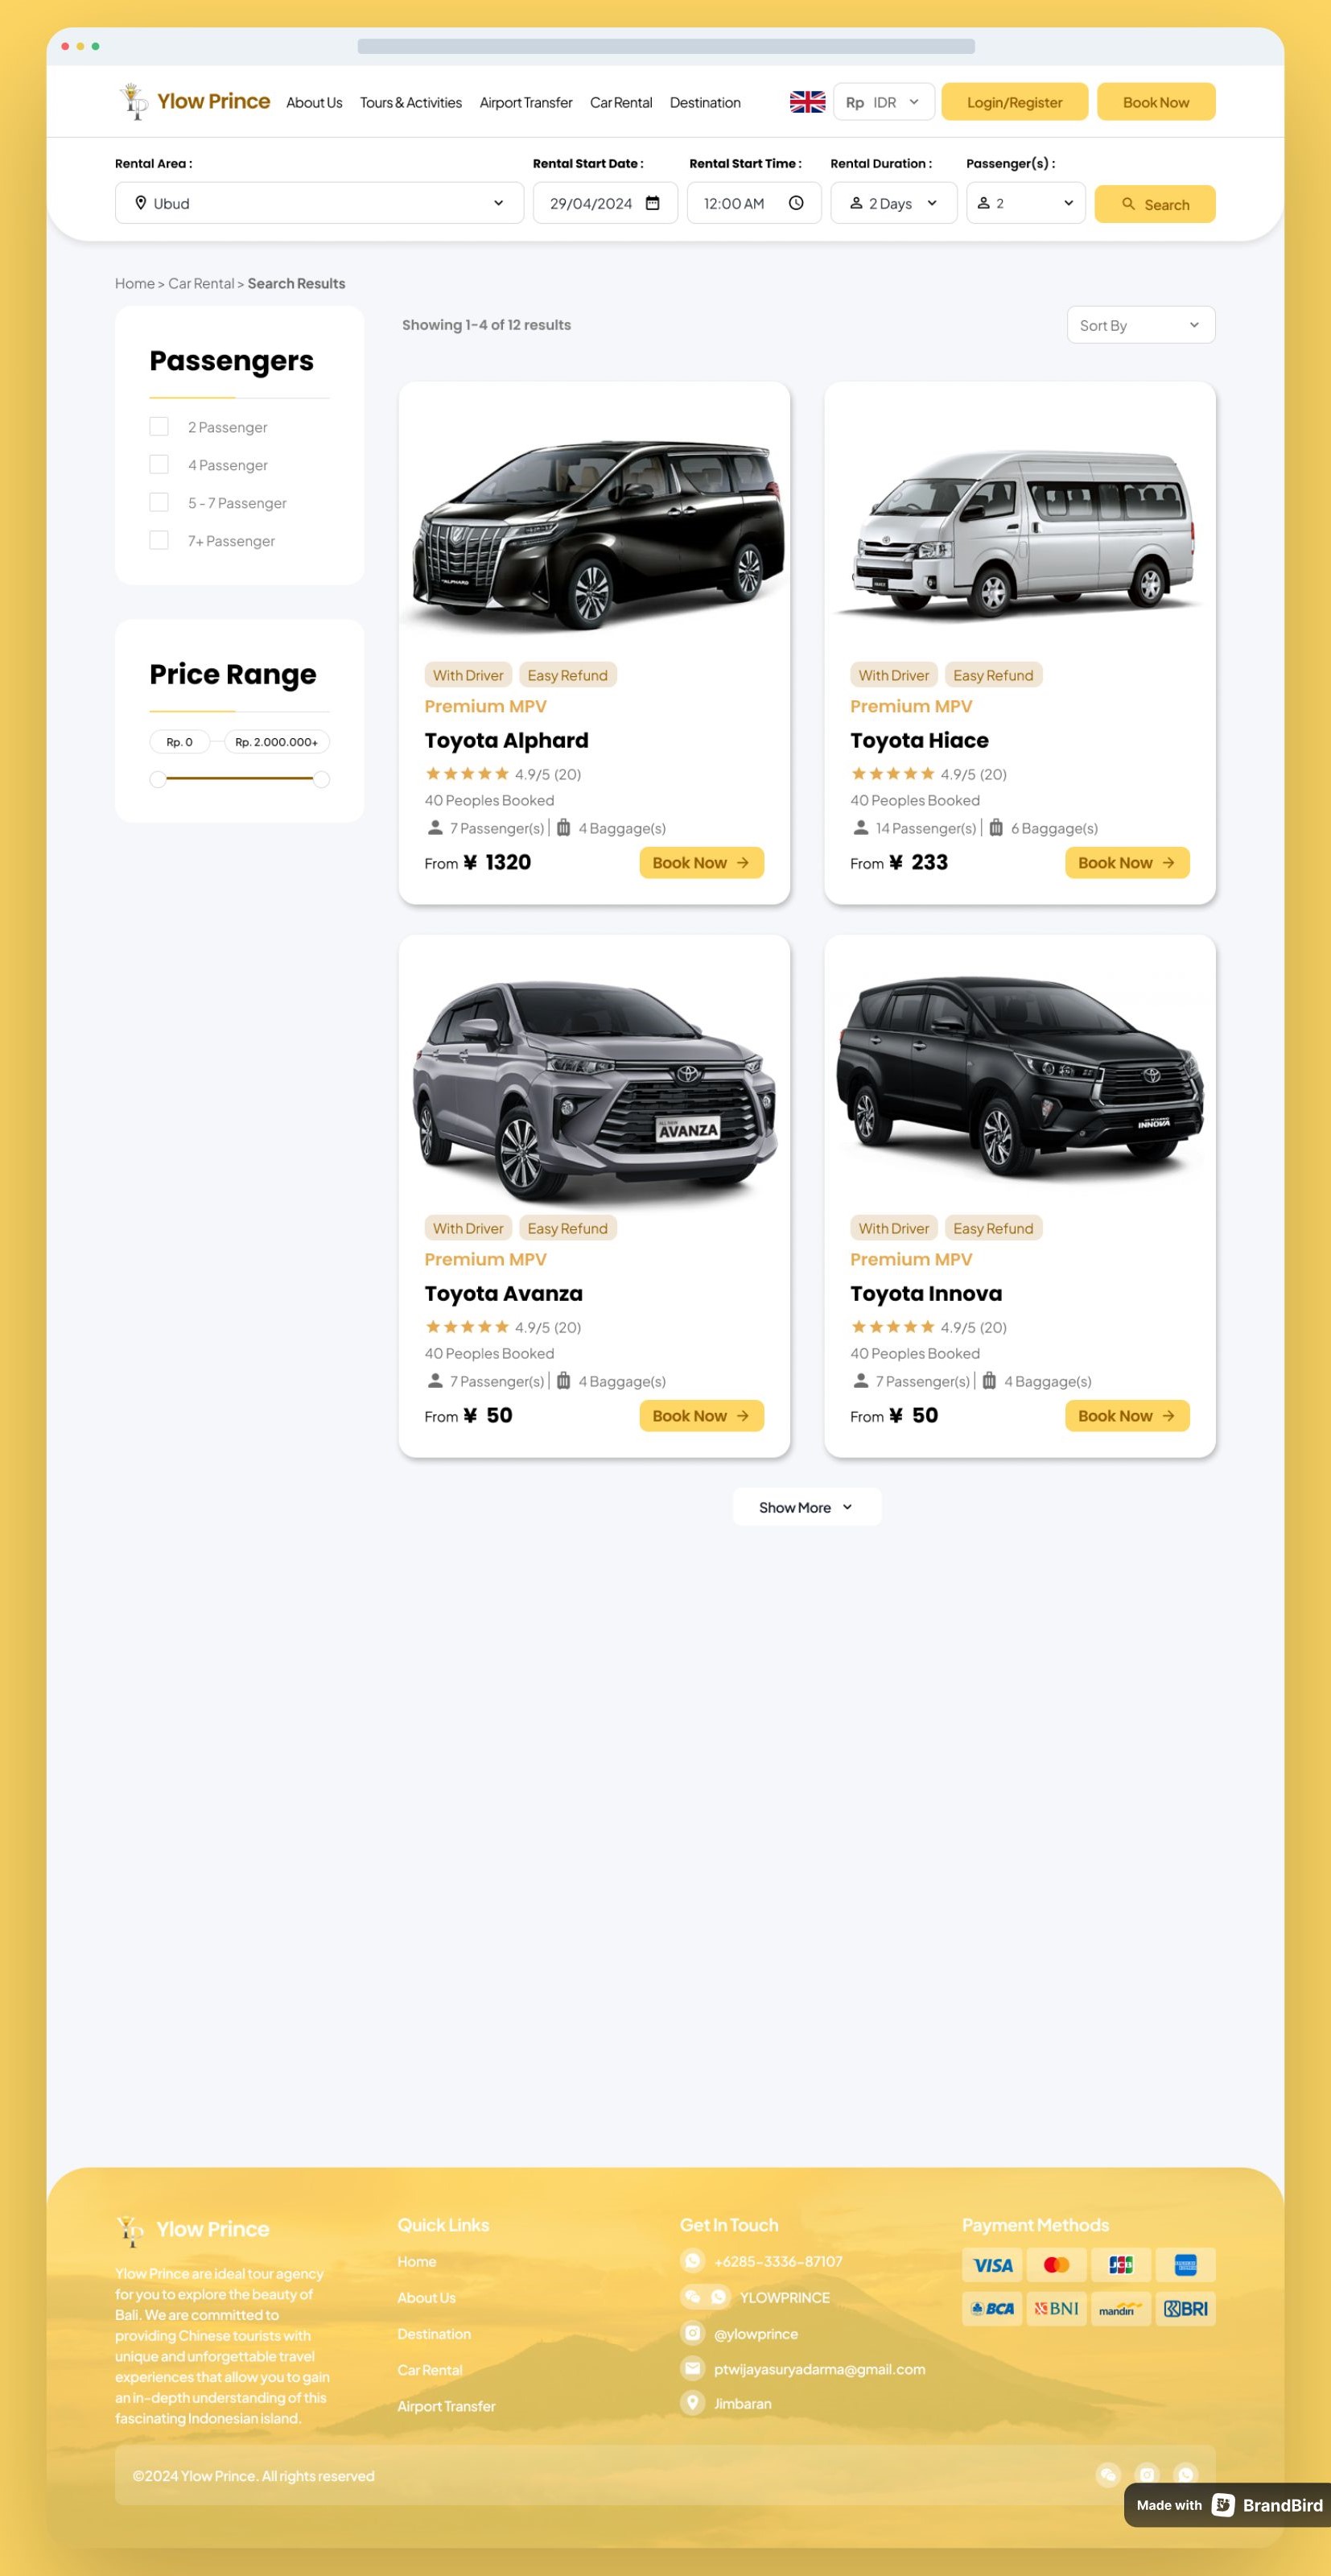 Ylow Prince About Us Tours & Activities Airport Transfer Car Rental Destination Rp IDR Login/Register Book Now
Rental Area : Rental Start Date : Rental Start Time : Rental Duration : Passenger(s) :
Ubud 29/04/2024 12:00 AM 2 Days 2 Search
Home > Car Rental > Search Results
Passengers
2 Passenger
4 Passenger
5 - 7 Passenger
7+ Passenger
Price Range
Rp. 0 Rp. 2.000.000+
Showing 1-4 of 12 results
Sort By
ALPHARD
With Driver Easy Refund
Premium MPV
Toyota Alphard
4.9/5 (20)
40 Peoples Booked
7 Passenger(s) 4 Baggage(s)
From ¥ 1320 Book Now
With Driver Easy Refund
Premium MPV
Toyota Hiace
4.9/5 (20)
40 Peoples Booked
14 Passenger(s) 6 Baggage(s)
From ¥ 233 Book Now
AVANZA
With Driver Easy Refund
Premium MPV
Toyota Avanza
4.9/5 (20)
40 Peoples Booked
7 Passenger(s) 4 Baggage(s)
From ¥ 50 Book Now
INNOVA
With Driver Easy Refund
Premium MPV
Toyota Innova
4.9/5 (20)
40 Peoples Booked
7 Passenger(s) 4 Baggage(s)
From ¥ 50 Book Now
Show More
Ylow Prince
Ylow Prince are ideal tour agency
for you to explore the beauty of
Bali. We are committed to
providing Chinese tourists with
unique and unforgettable travel
experiences that allow you to gain
an in-depth understanding of this
fascinating Indonesian island.
Quick Links
Home
About Us
Destination
Car Rental
Airport Transfer
Get In Touch
+6285-3336-87107
YLOWPRINCE
@ylowprince
ptwijayasuryadarma@gmail.com
Jimbaran
Payment Methods
VISA JCB
BCA BNI mandiri BRI
©2024 Ylow Prince. All rights reserved
Made with BrandBird